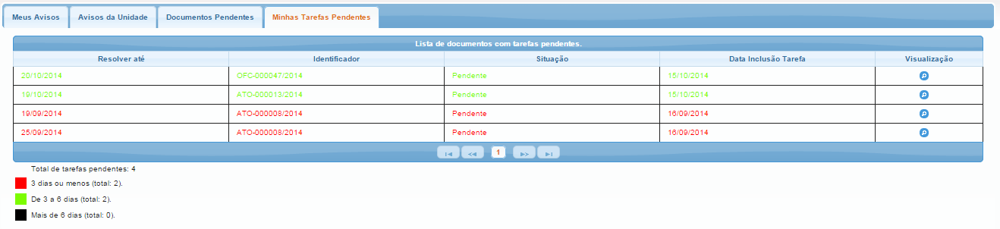 Meus Avisos Avisos da Unidade Documentos Pendentes Minhas Tarefas Pendentes
Lista de documentos com tarefas pendentes.
Resolver até Identificador Situação Data Inclusão Tarefa Visualização
20/10/2014 OFC-000047/2014 Pendente 15/10/2014
19/10/2014 ATO-000013/2014 Pendente 15/10/2014
19/09/2014 ATO-000008/2014 Pendente 16/09/2014
25/09/2014 ATO-000008/2014 Pendente 16/09/2014
1
Total de tarefas pendentes: 4
3 dias ou menos (total: 2).
De 3 a 6 dias (total: 2).
Mais de 6 dias (total: 0).